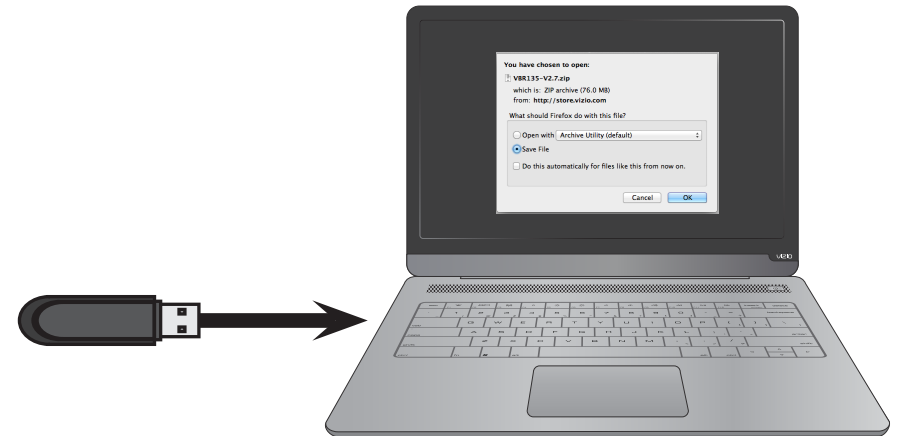 You have chosen to open:
VBR135-V2.7.zip
which is: ZIP archive (76.0 MB)
from: http://store.vizio.com
What should Firefox do with this file?
Open with Archive Utility (default)
Save File
Do this automatically for files like this from now on.
Cancel OK
VIZIO
Q W E R T Y U I O P
A S D F G H J K L
Z X C V B N M